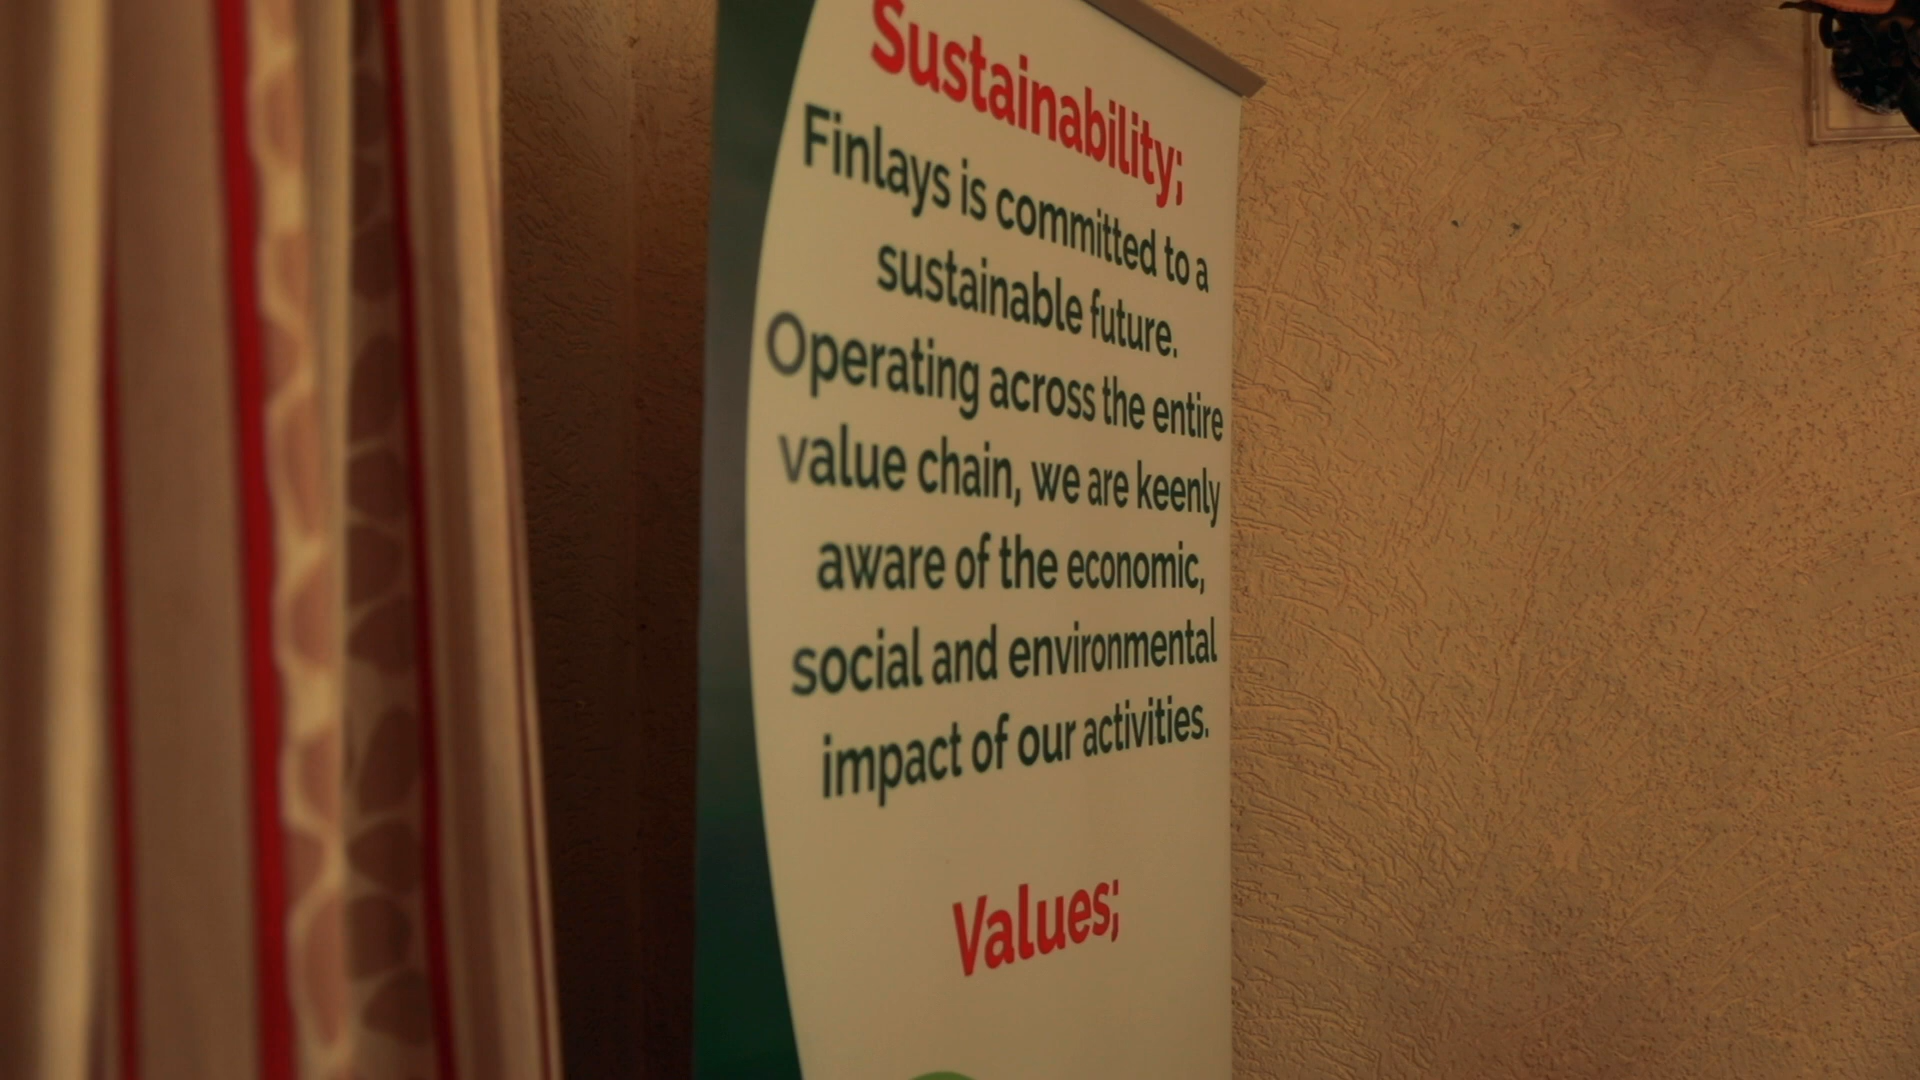 Sustainability;
Finlays is committed to a
sustainable future.
Operating across the entire
value chain, we are keenly
aware of the economic,
social and environmental
impact of our activities.
Values;